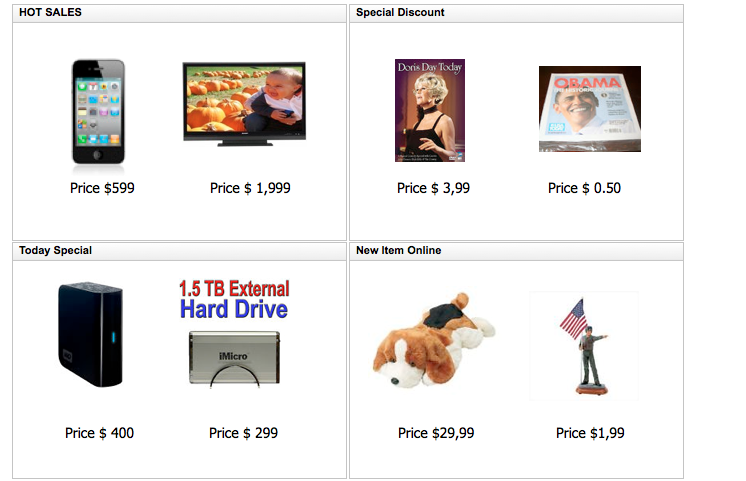 HOT SALES
Special Discount
Doris Day Today
OBAMA
Price $599
Price $ 1,999
Price $ 3,99
Price $ 0.50
Today Special
New Item Online
1.5 TB External
Hard Drive
iMicro
Price $ 400
Price $ 299
Price $29,99
Price $1,99